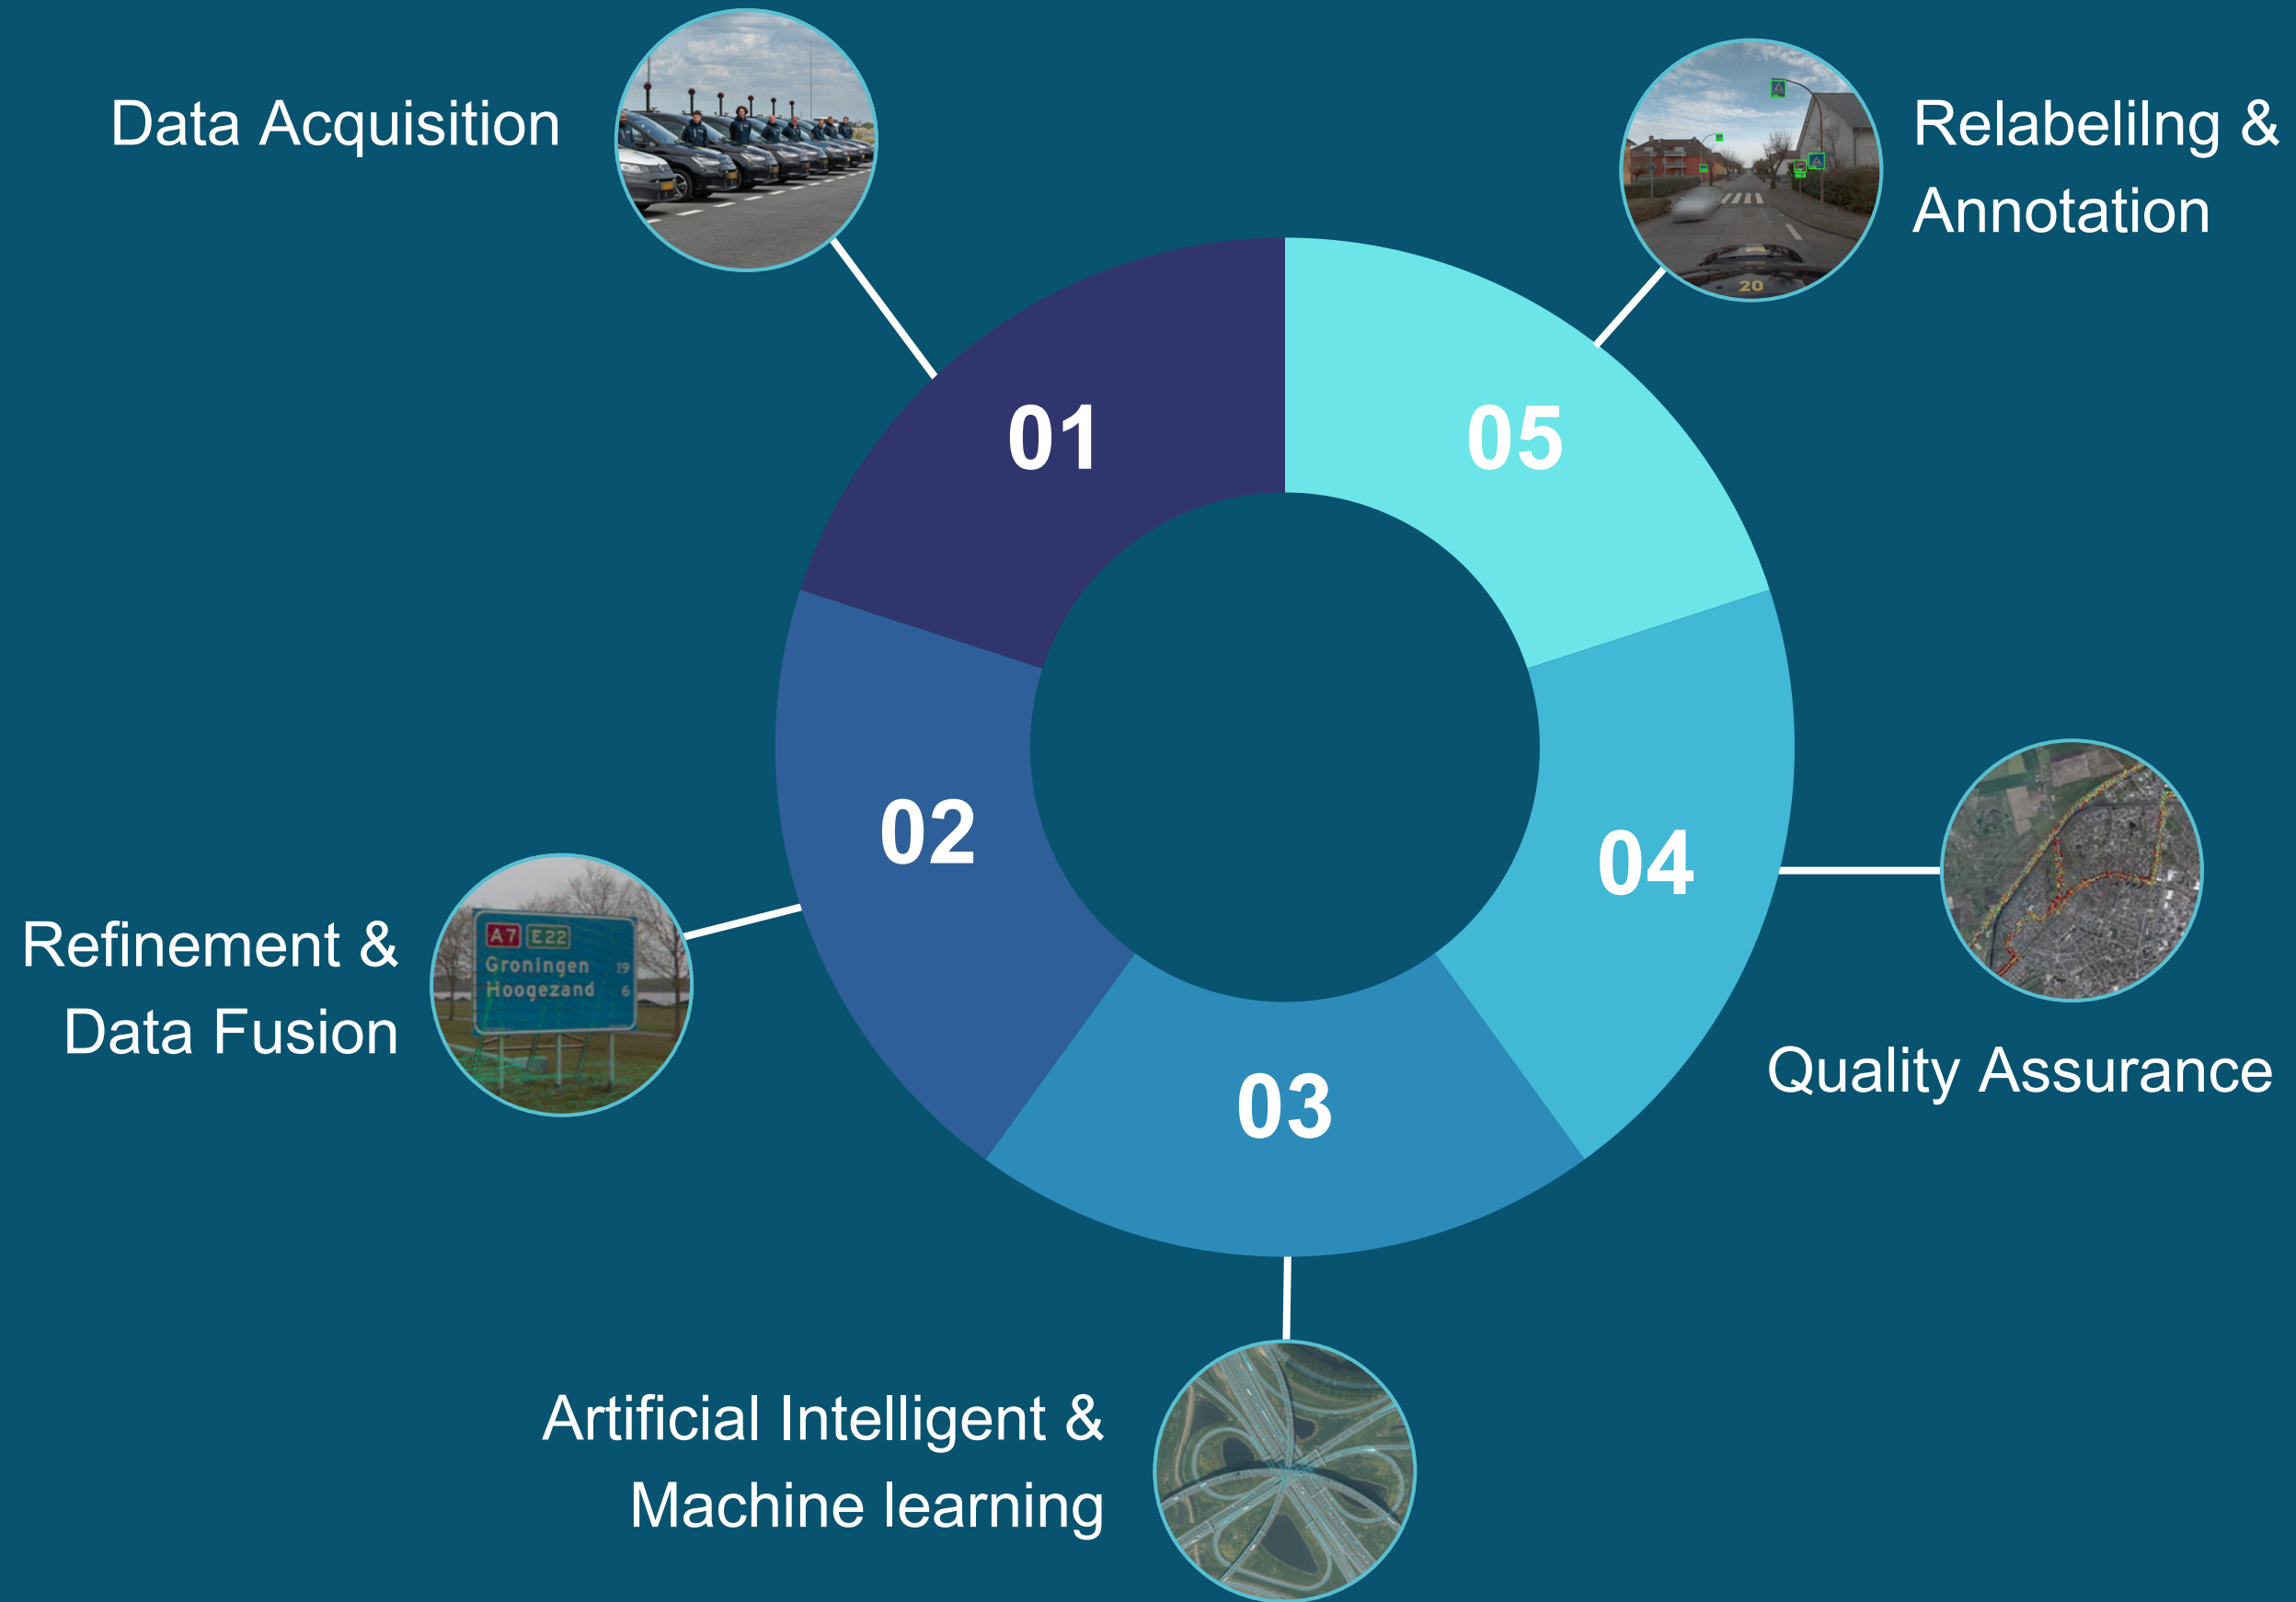 Data Acquisition
Relabelilng &
Annotation
20
01
05
02
04
A7 E22
Groningen 19
Hoogezand 6
Refinement &
Data Fusion
Quality Assurance
03
Artificial Intelligent &
Machine learning